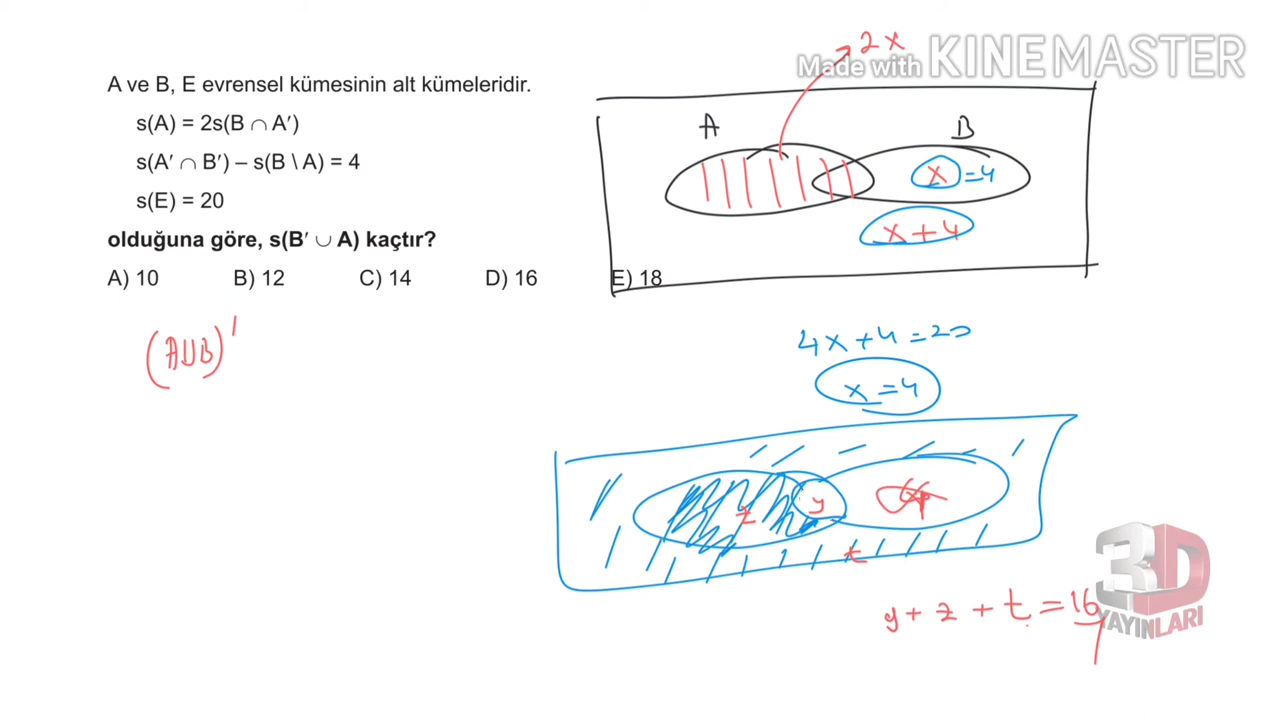 2x
Made with KINEMASTER
A ve B, E evrensel kümesinin alt kümeleridir.
s(A) = 2s(B ∩ A′)
s(A′ ∩ B′) – s(B \ A) = 4
s(E) = 20
olduğuna göre, s(B′ ∪ A) kaçtır?
A) 10 B) 12 C) 14 D) 16 E) 18
A B
x =4
x + 4
(A∪B)′
4x + 4 = 20
x = 4
z y
t
y + z + t = 16
3D
YAYINLARI